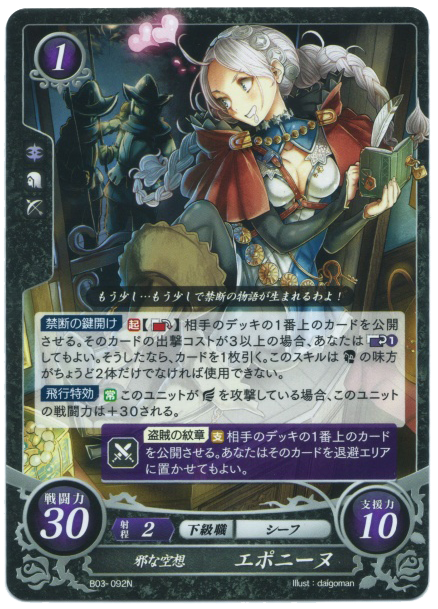 1
もう少し…もう少しで禁断の物語が生まれるわよ！
禁断の鍵開け 起【】相手のデッキの1番上のカードを公開
させる。そのカードの出撃コストが3以上の場合、あなたは1
してもよい。そうしたなら、カードを1枚引く。このスキルは の味方
がちょうど2体だけでなければ使用できない。
飛行特効 常 このユニットが を攻撃している場合、このユニット
の戦闘力は＋30される。
盗賊の紋章 支 相手のデッキの1番上のカード
を公開させる。あなたはそのカードを退避エリア
に置かせてもよい。
戦闘力
30
射程 2 下級職 シーフ
支援力
10
邪な空想 エポニーヌ
B03-092N
Illust：daigoman